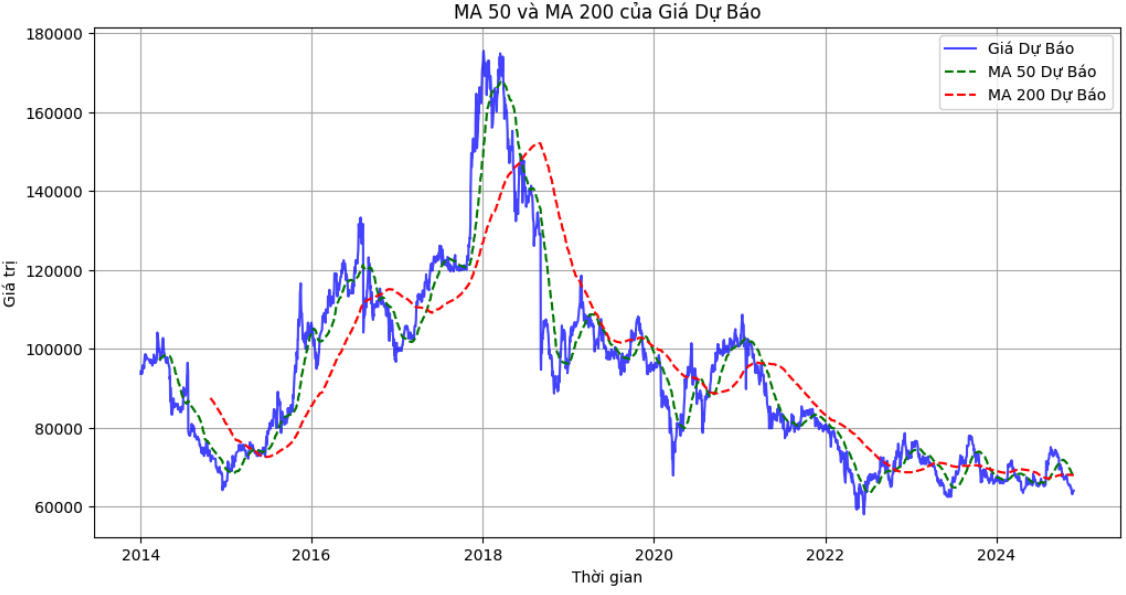 MA 50 và MA 200 của Giá Dự Báo
Giá Dự Báo
MA 50 Dự Báo
MA 200 Dự Báo
Giá trị
180000
160000
140000
120000
100000
80000
60000
2014 2016 2018 2020 2022 2024
Thời gian